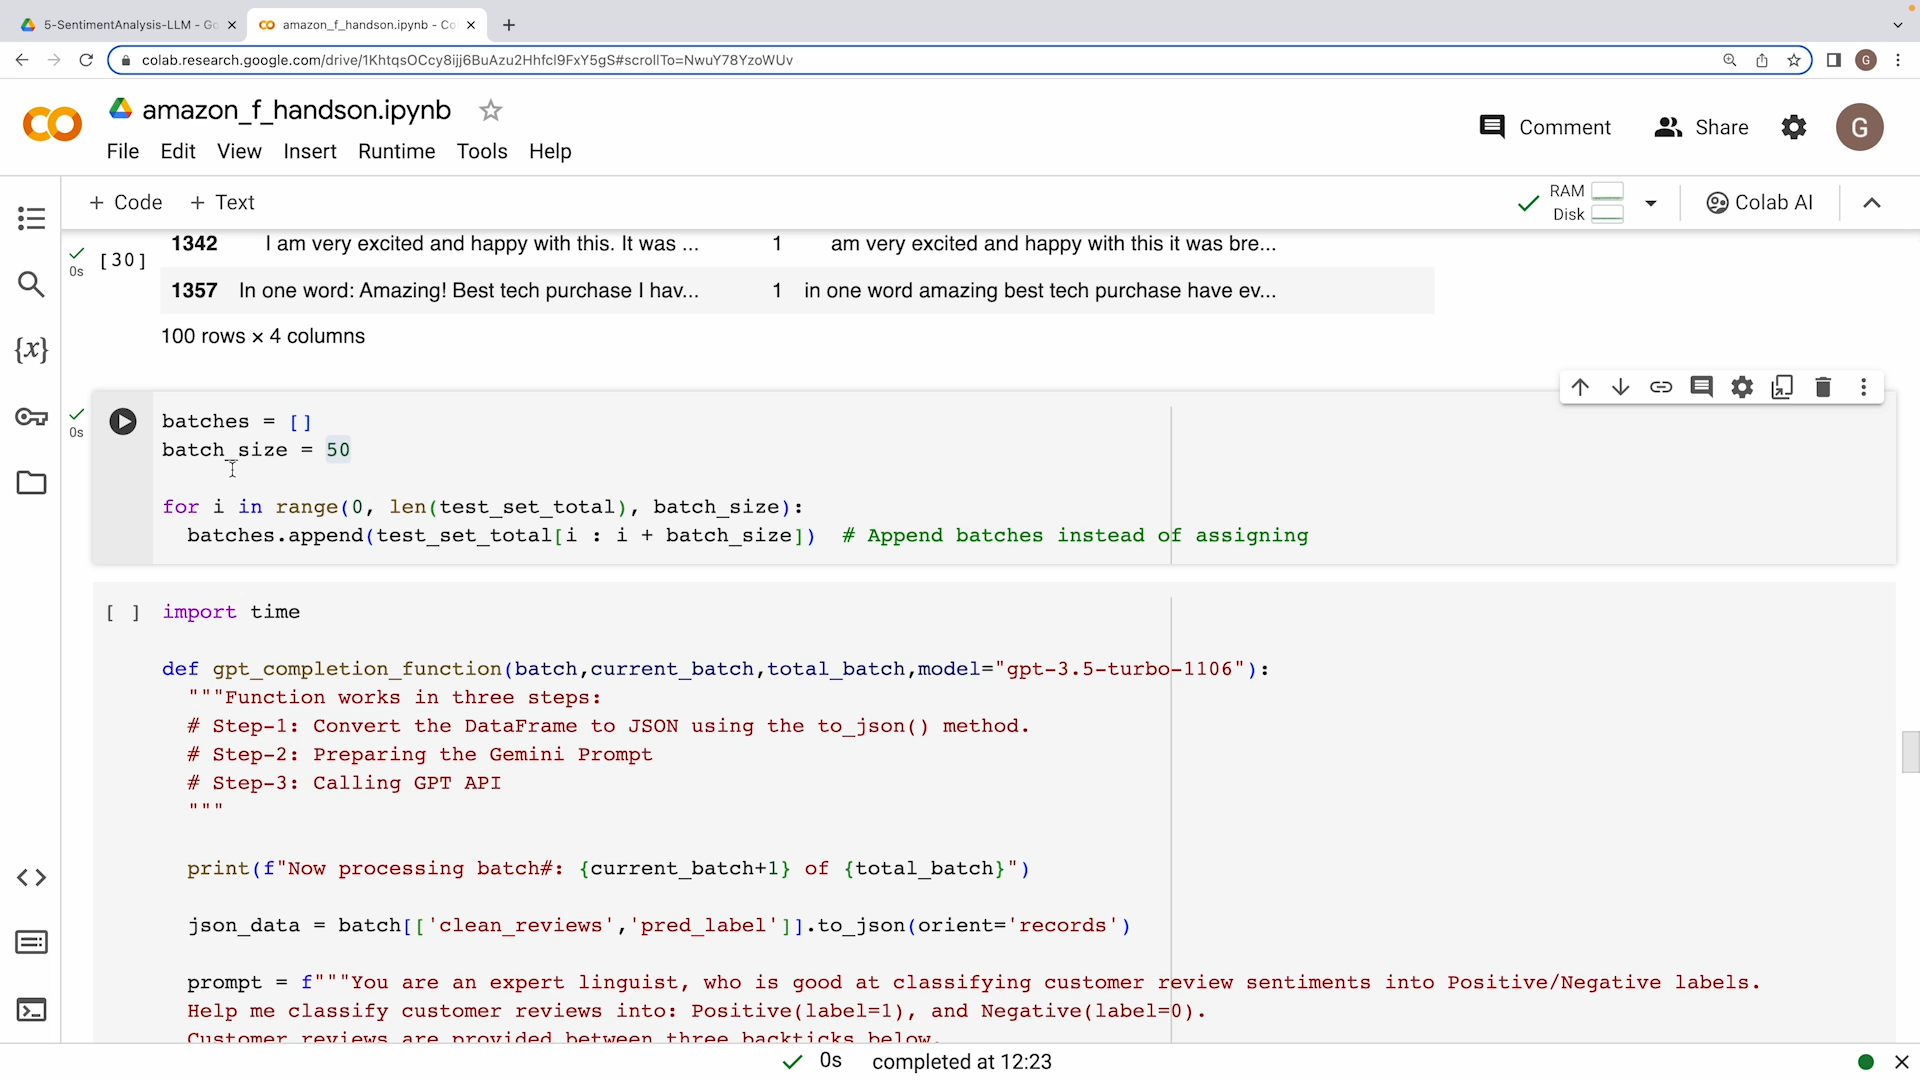 5-SentimentAnalysis-LLM - Go
amazon_f_handson.ipynb - Co
colab.research.google.com/drive/1KhtqsOCcy8ijj6BuAzu2Hhfcl9FxY5gS#scrollTo=NwuY78YzoWUv
G
amazon_f_handson.ipynb
Comment
Share
G
File Edit View Insert Runtime Tools Help
+ Code + Text
RAM
Disk
Colab AI
1342 I am very excited and happy with this. It was ... 1 am very excited and happy with this it was bre...
0s [30]
1357 In one word: Amazing! Best tech purchase I hav... 1 in one word amazing best tech purchase have ev...
100 rows × 4 columns
{x}
0s
batches = []
batch_size = 50
for i in range(0, len(test_set_total), batch_size):
batches.append(test_set_total[i : i + batch_size]) # Append batches instead of assigning
[ ] import time
def gpt_completion_function(batch,current_batch,total_batch,model="gpt-3.5-turbo-1106"):
"""Function works in three steps:
# Step-1: Convert the DataFrame to JSON using the to_json() method.
# Step-2: Preparing the Gemini Prompt
# Step-3: Calling GPT API
"""
print(f"Now processing batch#: {current_batch+1} of {total_batch}")
json_data = batch[['clean_reviews','pred_label']].to_json(orient='records')
prompt = f"""You are an expert linguist, who is good at classifying customer review sentiments into Positive/Negative labels.
Help me classify customer reviews into: Positive(label=1), and Negative(label=0).
Customer reviews are provided between three backticks below.
0s completed at 12:23